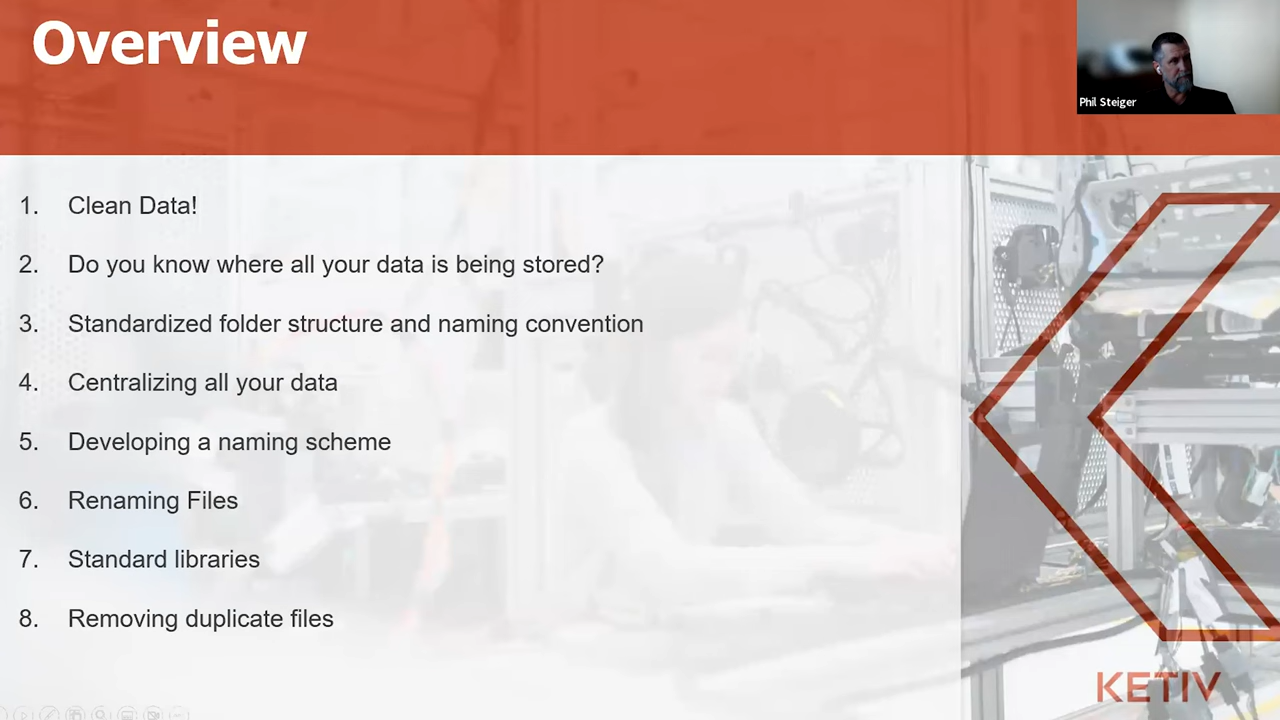 Overview
Phil Steiger
1. Clean Data!
2. Do you know where all your data is being stored?
3. Standardized folder structure and naming convention
4. Centralizing all your data
5. Developing a naming scheme
6. Renaming Files
7. Standard libraries
8. Removing duplicate files
KETIV